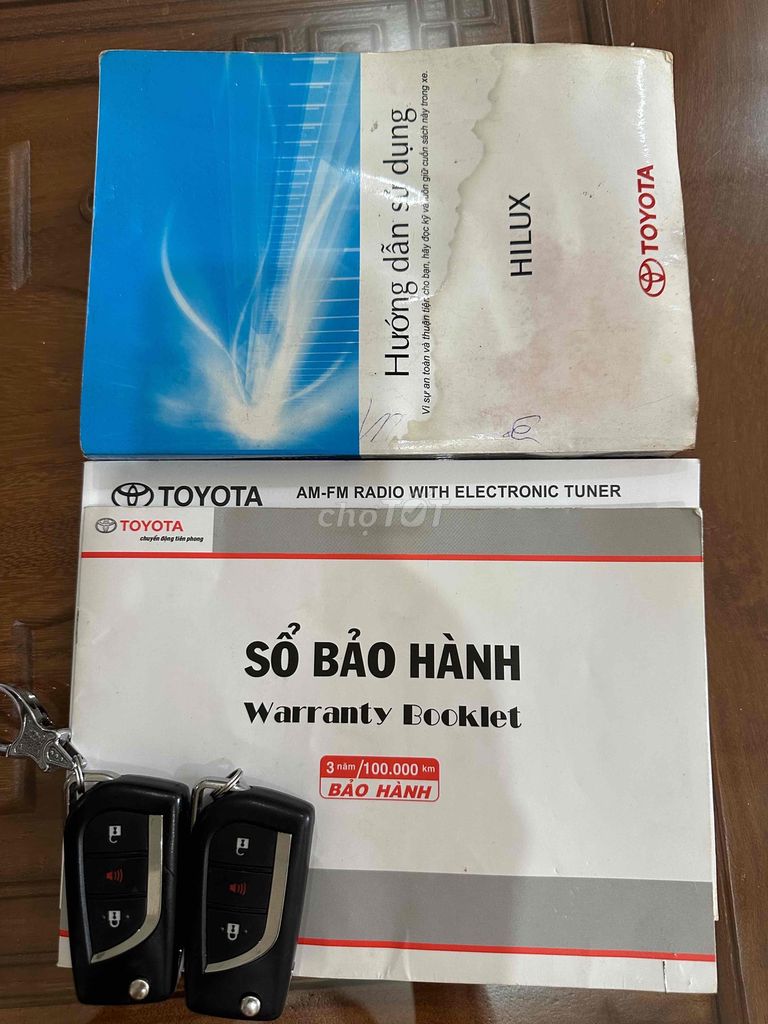 Hướng dẫn sử dụng
Vì sự an toàn và thuận tiện cho bạn, hãy đọc kỹ và luôn giữ cuốn sách này trong xe.
HILUX
TOYOTA
TOYOTA
AM-FM RADIO WITH ELECTRONIC TUNER
chợTỐT
TOYOTA
chuyển động tiên phong
SỔ BẢO HÀNH
Warranty Booklet
3 năm/100.000 km
BẢO HÀNH